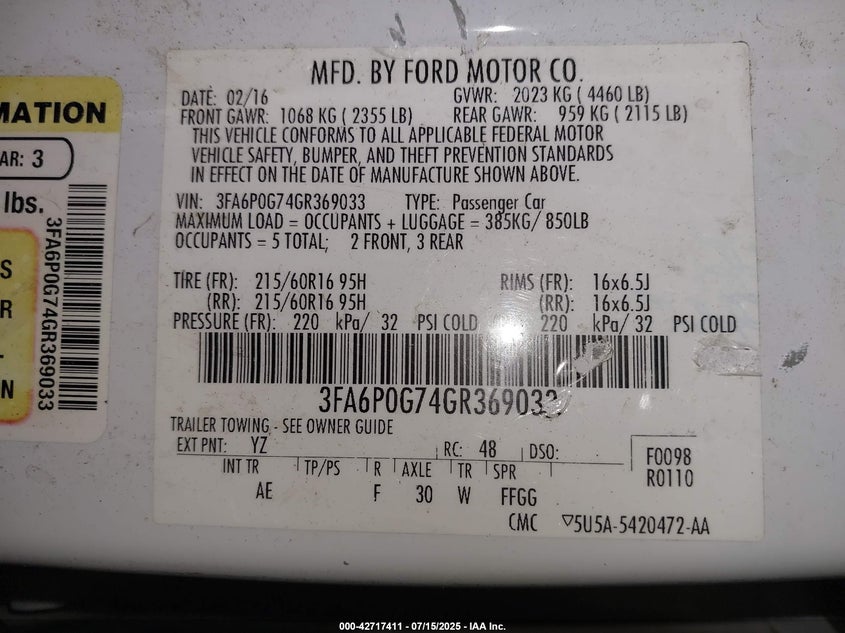 MATION
AR: 3
lbs.
3FA6P0G74GR369033
S
R
L
N
MFD. BY FORD MOTOR CO.
DATE: 02/16 GVWR: 2023 KG ( 4460 LB)
FRONT GAWR: 1068 KG ( 2355 LB) REAR GAWR: 959 KG ( 2115 LB)
THIS VEHICLE CONFORMS TO ALL APPLICABLE FEDERAL MOTOR
VEHICLE SAFETY, BUMPER, AND THEFT PREVENTION STANDARDS
IN EFFECT ON THE DATE OF MANUFACTURE SHOWN ABOVE.
VIN: 3FA6P0G74GR369033 TYPE: Passenger Car
MAXIMUM LOAD = OCCUPANTS + LUGGAGE = 385KG/ 850LB
OCCUPANTS = 5 TOTAL; 2 FRONT, 3 REAR
TIRE (FR): 215/60R16 95H RIMS (FR): 16x6.5J
(RR): 215/60R16 95H (RR): 16x6.5J
PRESSURE (FR): 220 kPa/ 32 PSI COLD 220 kPa/ 32 PSI COLD
3FA6P0G74GR369033
TRAILER TOWING - SEE OWNER GUIDE
EXT PNT: YZ RC: 48 DSO:
F0098
R0110
INT TR TP/PS R AXLE TR SPR
AE F 30 W FFGG
CMC ▽5U5A-5420472-AA
000-42717411 - 07/15/2025 - IAA Inc.